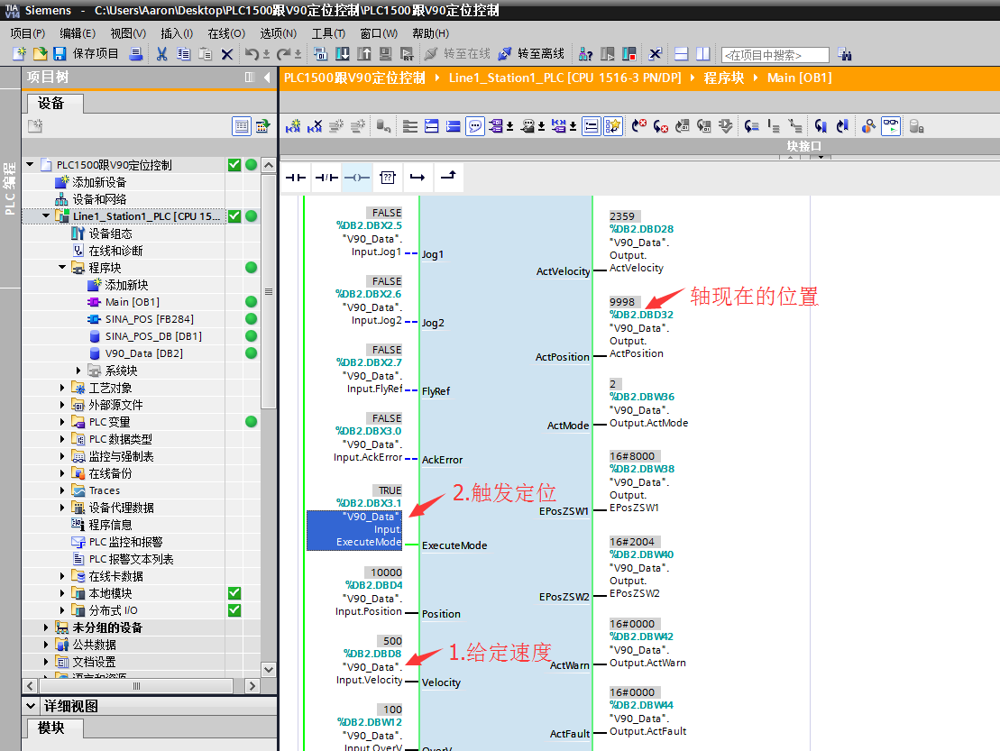 TIA V14 Siemens - C:\Users\Aaron\Desktop\PLC1500跟V90定位控制\PLC1500跟V90定位控制
项目(P) 编辑(E) 视图(V) 插入(I) 在线(O) 选项(N) 工具(T) 窗口(W) 帮助(H)
保存项目 转至在线 转至离线 <在项目中搜索>
项目树
PLC1500跟V90定位控制 Line1_Station1_PLC [CPU 1516-3 PN/DP] 程序块 Main [OB1]
设备
块接口
PLC 编程
PLC1500跟V90定位控制
添加新设备
设备和网络
Line1_Station1_PLC [CPU 15...
设备组态
在线和诊断
程序块
添加新块
Main [OB1]
SINA_POS [FB284]
SINA_POS_DB [DB1]
V90_Data [DB2]
系统块
工艺对象
外部源文件
PLC 变量
PLC 数据类型
监控与强制表
在线备份
Traces
设备代理数据
程序信息
PLC 监控和报警
PLC 报警文本列表
在线卡数据
本地模块
分布式 I/O
未分组的设备
公共数据
文档设置
语言和资源
详细视图
模块
FALSE
%DB2.DBX2.5
"V90_Data".
Input.Jog1
Jog1
FALSE
%DB2.DBX2.6
"V90_Data".
Input.Jog2
Jog2
FALSE
%DB2.DBX2.7
"V90_Data".
Input.FlyRef
FlyRef
FALSE
%DB2.DBX3.0
"V90_Data".
Input.AckError
AckError
TRUE
%DB2.DBX3.1
"V90_Data".
Input.
ExecuteMode
ExecuteMode
2.触发定位
10000
%DB2.DBD4
"V90_Data".
Input.Position
Position
500
%DB2.DBD8
"V90_Data".
Input.Velocity
Velocity
1.给定速度
100
%DB2.DBW12
"V90_Data".
Input.OverV
OverV
2359
%DB2.DBD28
"V90_Data".
Output.
ActVelocity
ActVelocity
9998
%DB2.DBD32
"V90_Data".
Output.
ActPosition
ActPosition
轴现在的位置
2
%DB2.DBW36
"V90_Data".
Output.ActMode
ActMode
16#8000
%DB2.DBW38
"V90_Data".
Output.
EPosZSW1
EPosZSW1
16#2004
%DB2.DBW40
"V90_Data".
Output.
EPosZSW2
EPosZSW2
16#0000
%DB2.DBW42
"V90_Data".
Output.ActWarn
ActWarn
16#0000
%DB2.DBW44
"V90_Data".
Output.ActFault
ActFault